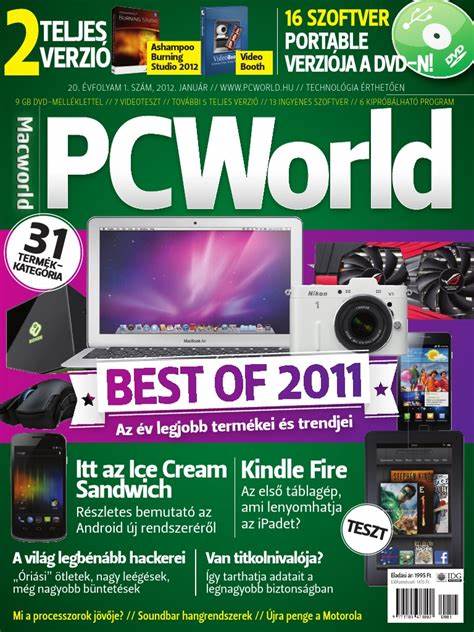 2 TELJES
VERZIÓ
Ashampoo
Burning
Studio 2012
Video
Booth
16 SZOFTVER
PORTABLE
VERZIÓJA A DVD-N!
DVD
20. ÉVFOLYAM 1. SZÁM, 2012. JANUÁR // WWW.PCWORLD.HU // TECHNOLÓGIA ÉRTHETŐEN
9 GB DVD-MELLÉKLETTEL // 7 VIDEOTESZT // TOVÁBBI 5 TELJES VERZIÓ // 13 INGYENES SZOFTVER // 6 KIPRÓBÁLHATÓ PROGRAM
Macworld
PCWorld
31
TERMÉK-
KATEGÓRIA
Nikon
1
MacBook Air
BEST OF 2011
Az év legjobb termékei és trendjei
Itt az Ice Cream
Sandwich
Részletes bemutató az
Android új rendszeréről
Kindle Fire
Az első táblagép,
ami lenyomhatja
az iPadet?
TESZT
STEPHEN KING
A világ legbénább hackerei
„Óriási” ötletek, nagy leégések,
még nagyobb büntetések
Van titkolnivalója?
Így tarthatja adatait a
legnagyobb biztonságban
Eladási ár: 1995 Ft
IDG
Mi a processzorok jövője? // Soundbar hangrendszerek // Újra penge a Motorola